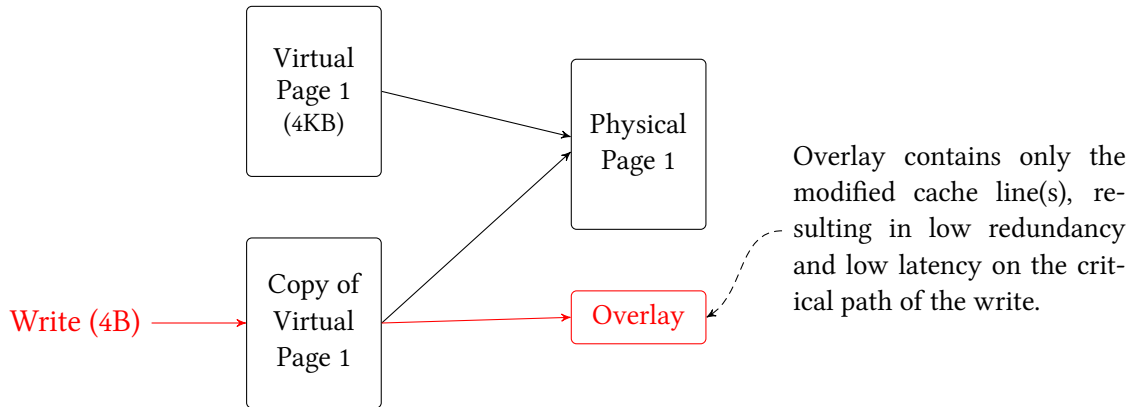 Virtual
Page 1
(4KB)
Physical
Page 1
Overlay contains only the
modified cache line(s), re-
sulting in low redundancy
and low latency on the crit-
ical path of the write.
Write (4B)
Copy of
Virtual
Page 1
Overlay